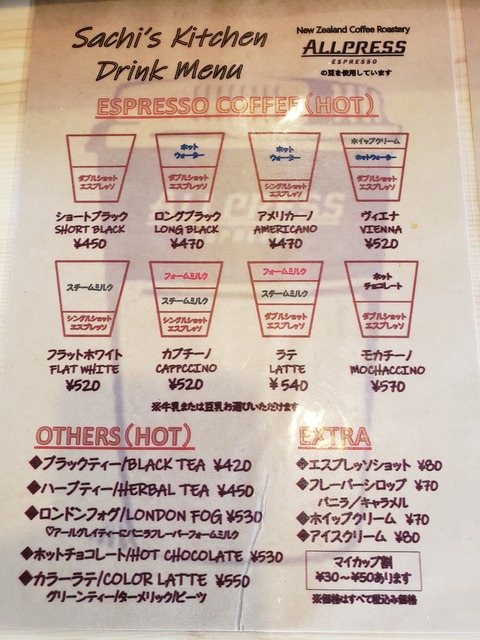 Sachi's Kitchen
Drink Menu
New Zealand Coffee Roastery
ALLPRESS
ESPRESSO
の豆を使用しています
ESPRESSO COFFEE(HOT)
ダブルショット
エスプレッソ
ショートブラック
SHORT BLACK
¥450
ホット
ウォーター
ダブルショット
エスプレッソ
ロングブラック
LONG BLACK
¥470
ホット
ウォーター
シングルショット
エスプレッソ
アメリカーノ
AMERICANO
¥470
ホイップクリーム
ホットウォーター
ダブルショット
エスプレッソ
ヴィエナ
VIENNA
¥520
スチームミルク
シングルショット
エスプレッソ
フラットホワイト
FLAT WHITE
¥520
フォームミルク
スチームミルク
シングルショット
エスプレッソ
カプチーノ
CAPPCCINO
¥520
フォームミルク
スチームミルク
ダブルショット
エスプレッソ
ラテ
LATTE
¥540
ホット
チョコレート
ダブルショット
エスプレッソ
モカチーノ
MOCHACCINO
¥570
※牛乳または豆乳お選びいただけます
OTHERS(HOT)
◆ブラックティー/BLACK TEA ¥420
◆ハーブティー/HERBAL TEA ¥450
◆ロンドンフォグ/LONDON FOG ¥530
♡アールグレイティーにバニラフレーバーフォームミルク
◆ホットチョコレート/HOT CHOCOLATE ¥530
◆カラーラテ/COLOR LATTE ¥550
グリーンティー/ターメリック/ビーツ
EXTRA
◆エスプレッソショット ¥80
◆フレーバーシロップ ¥70
バニラ/キャラメル
◆ホイップクリーム ¥70
◆アイスクリーム ¥80
マイカップ割
¥30~¥50あります
※価格はすべて税込み価格
ALLPRESS